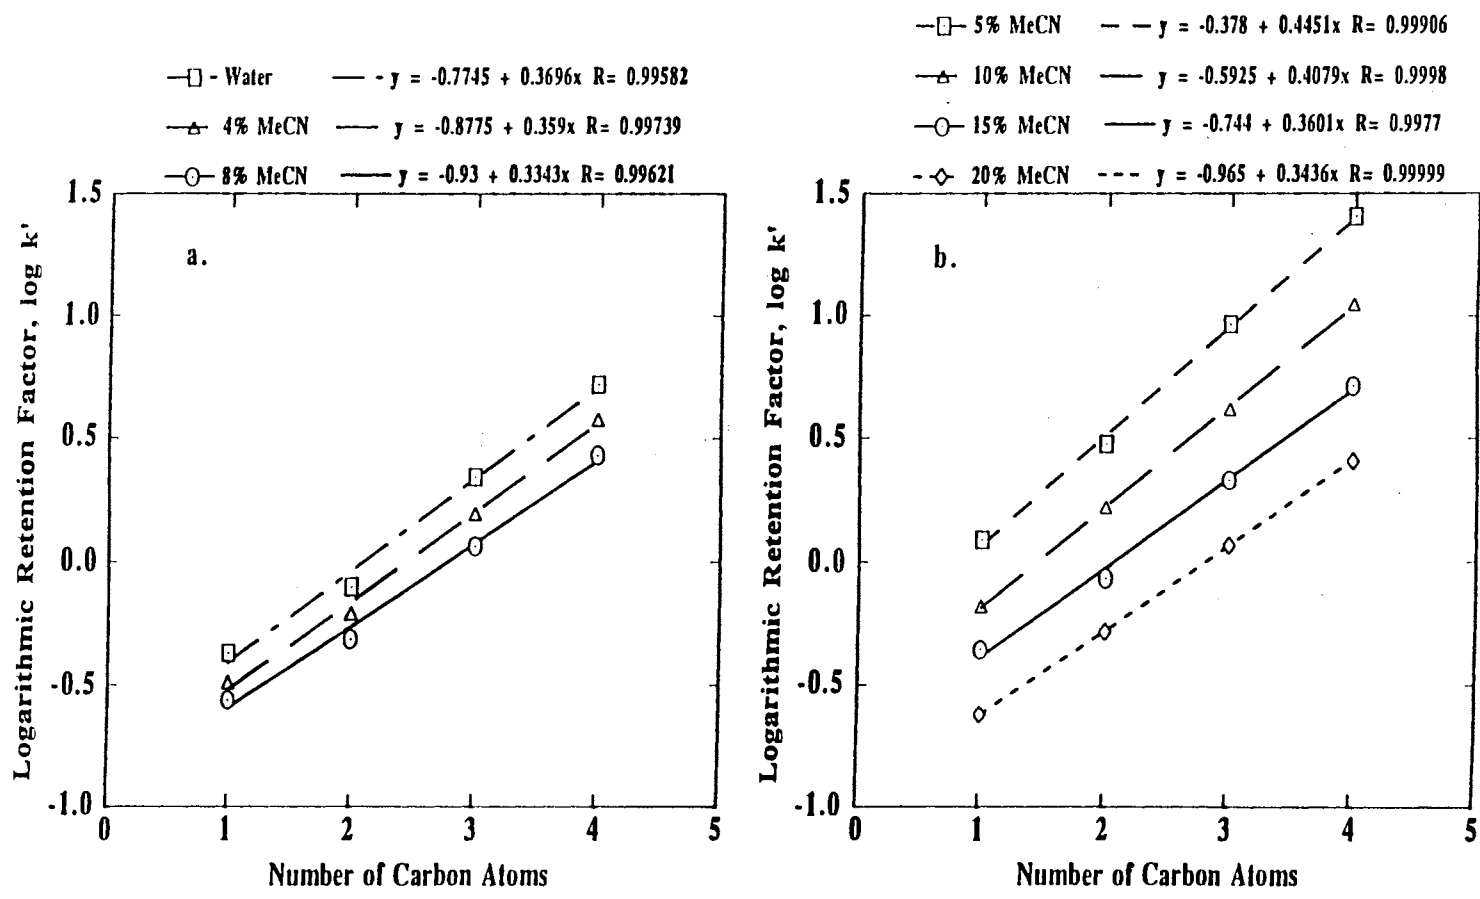 Water y = -0.7745 + 0.3696x R= 0.99582
4% MeCN y = -0.8775 + 0.359x R= 0.99739
8% MeCN y = -0.93 + 0.3343x R= 0.99621
1.5
1.0
0.5
0.0
-0.5
-1.0
a.
Logarithmic Retention Factor, log k'
0 1 2 3 4 5
Number of Carbon Atoms
5% MeCN y = -0.378 + 0.4451x R= 0.99906
10% MeCN y = -0.5925 + 0.4079x R= 0.9998
15% MeCN y = -0.744 + 0.3601x R= 0.9977
20% MeCN y = -0.965 + 0.3436x R= 0.99999
1.5
1.0
0.5
0.0
-0.5
-1.0
b.
Logarithmic Retention Factor, log k'
0 1 2 3 4 5
Number of Carbon Atoms